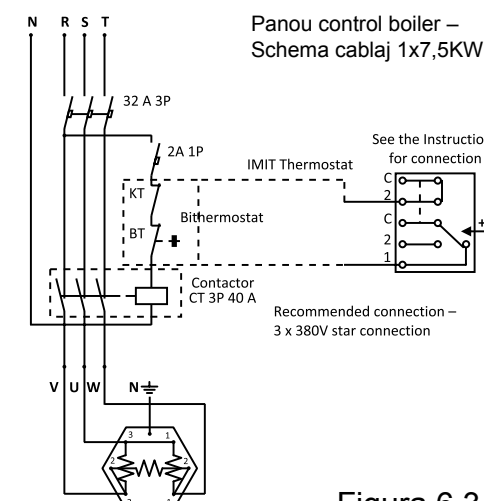 Panou control boiler –
Schema cablaj 1x7,5KW
N R S T
32 A 3P
2A 1P
IMIT Thermostat
See the Instructio
for connection
KT
C
2
C
2
1
Bithermostat
BT
Contactor
CT 3P 40 A
Recommended connection –
3 x 380V star connection
V U W N
3 1
2 2
Figure 6.2